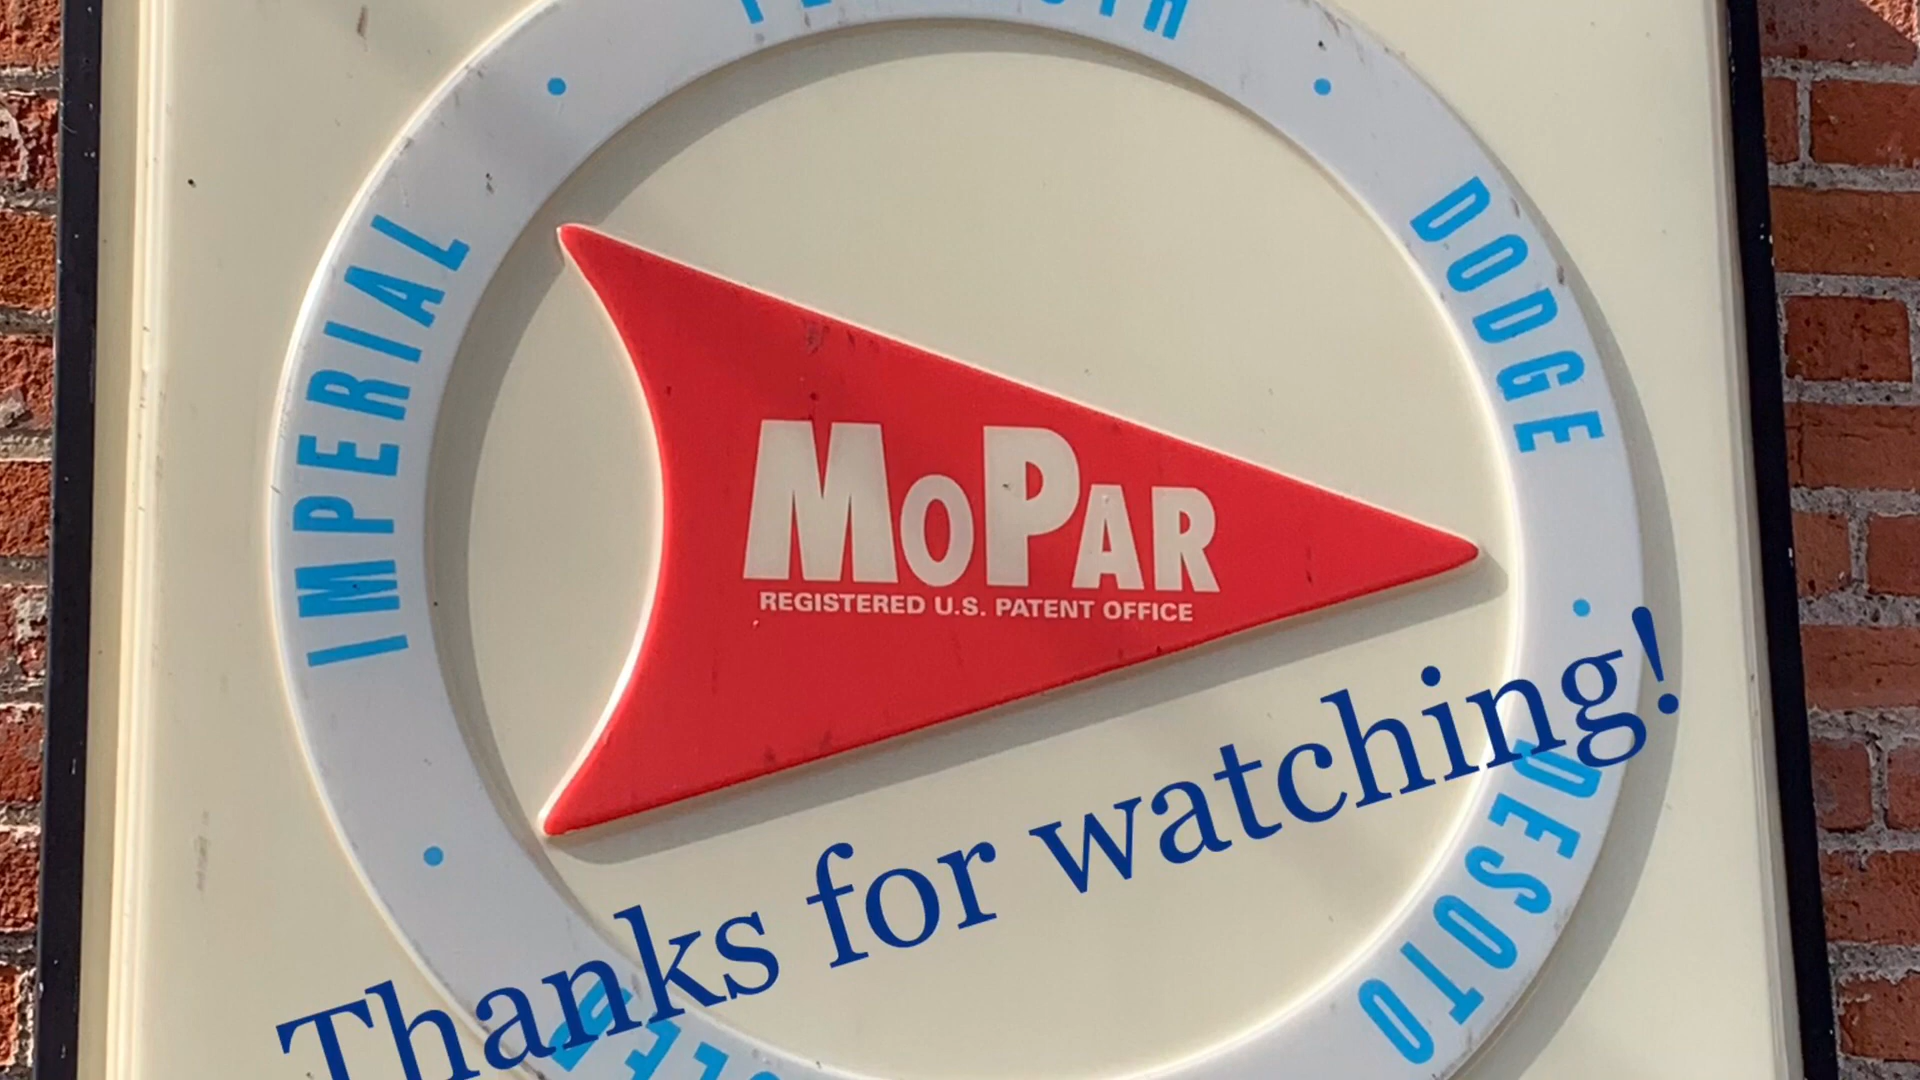 IMPERIAL
DODGE
DESOTO
MOPAR
REGISTERED U.S. PATENT OFFICE
Thanks for watching!